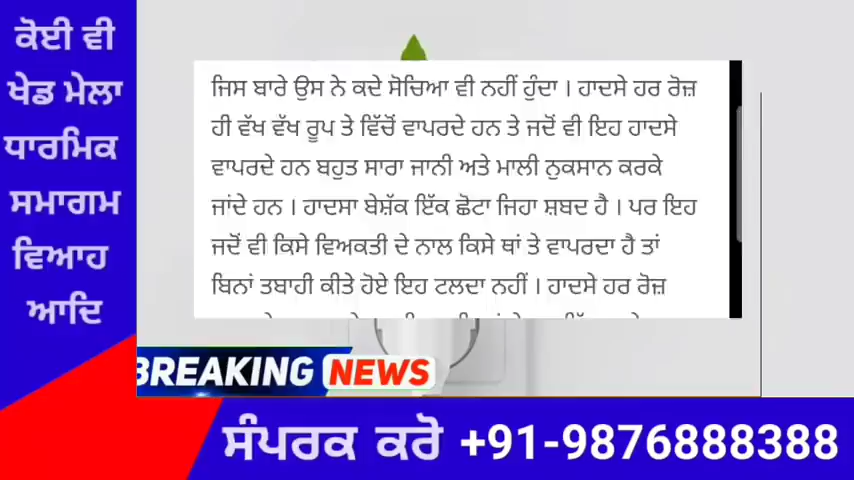 ਕੋਈ ਵੀ
ਖੇਡ ਮੇਲਾ
ਧਾਰਮਿਕ
ਸਮਾਗਮ
ਵਿਆਹ
ਆਦਿ
ਜਿਸ ਬਾਰੇ ਉਸ ਨੇ ਕਦੇ ਸੋਚਿਆ ਵੀ ਨਹੀਂ ਹੁੰਦਾ । ਹਾਦਸੇ ਹਰ ਰੋਜ਼
ਹੀ ਵੱਖ ਵੱਖ ਰੂਪ ਤੇ ਵਿੱਚੋਂ ਵਾਪਰਦੇ ਹਨ ਤੇ ਜਦੋਂ ਵੀ ਇਹ ਹਾਦਸੇ
ਵਾਪਰਦੇ ਹਨ ਬਹੁਤ ਸਾਰਾ ਜਾਨੀ ਅਤੇ ਮਾਲੀ ਨੁਕਸਾਨ ਕਰਕੇ
ਜਾਂਦੇ ਹਨ । ਹਾਦਸਾ ਬੇਸ਼ੱਕ ਇੱਕ ਛੋਟਾ ਜਿਹਾ ਸ਼ਬਦ ਹੈ । ਪਰ ਇਹ
ਜਦੋਂ ਵੀ ਕਿਸੇ ਵਿਅਕਤੀ ਦੇ ਨਾਲ ਕਿਸੇ ਥਾਂ ਤੇ ਵਾਪਰਦਾ ਹੈ ਤਾਂ
ਬਿਨਾਂ ਤਬਾਹੀ ਕੀਤੇ ਹੋਏ ਇਹ ਟਲਦਾ ਨਹੀਂ । ਹਾਦਸੇ ਹਰ ਰੋਜ਼
BREAKING NEWS
ਸੰਪਰਕ ਕਰੋ +91-9876888388